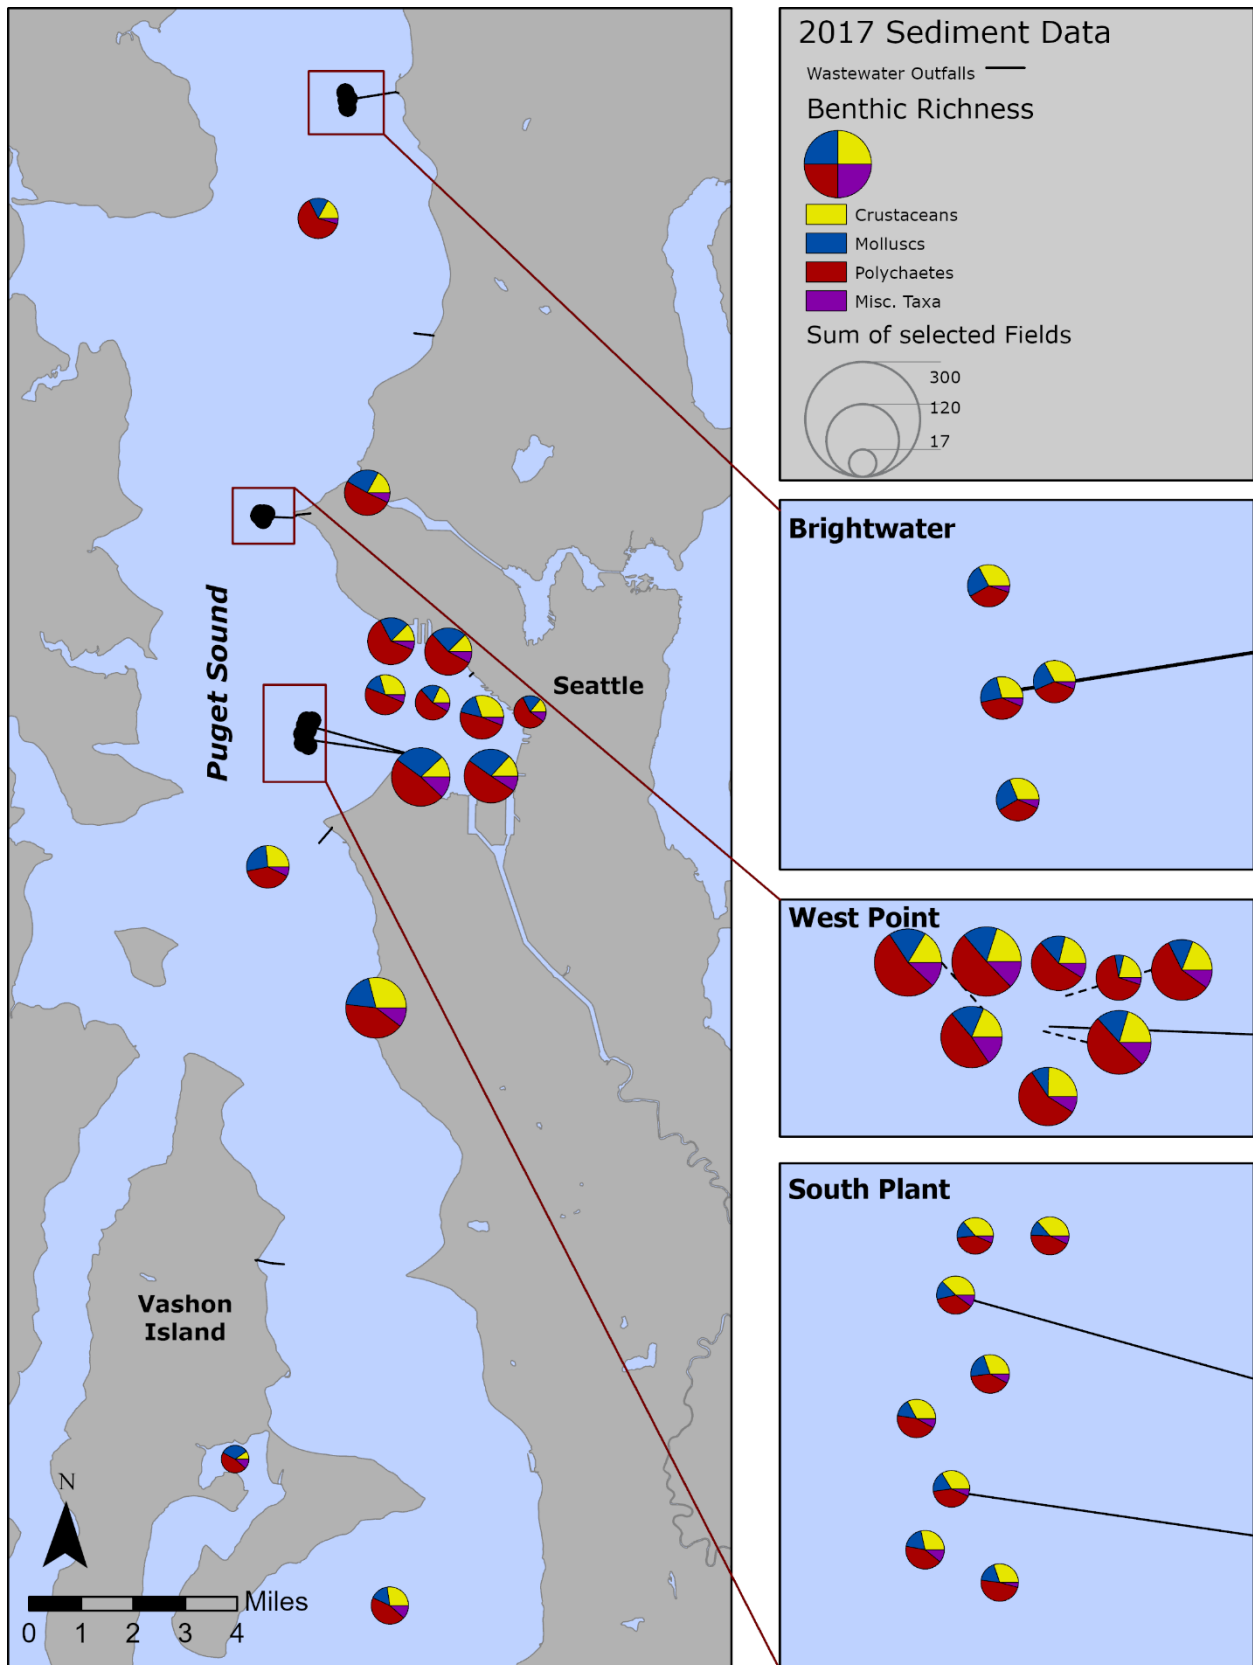 2017 Sediment Data
Wastewater Outfalls
Benthic Richness
Crustaceans
Molluscs
Polychaetes
Misc. Taxa
Sum of selected Fields
300
120
17
Brightwater
West Point
South Plant
Puget Sound
Seattle
Vashon
Island
N
Miles
0 1 2 3 4